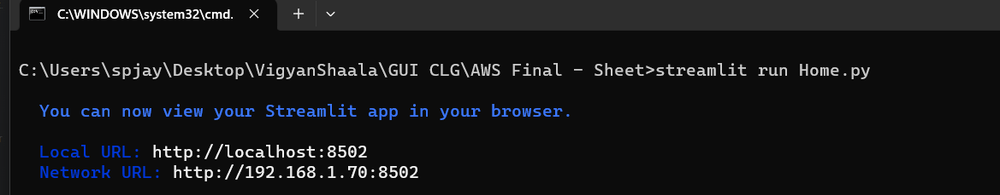 C:\WINDOWS\system32\cmd.
C:\Users\spjay\Desktop\VigyanShaala\GUI CLG\AWS Final - Sheet>streamlit run Home.py
You can now view your Streamlit app in your browser.
Local URL: http://localhost:8502
Network URL: http://192.168.1.70:8502